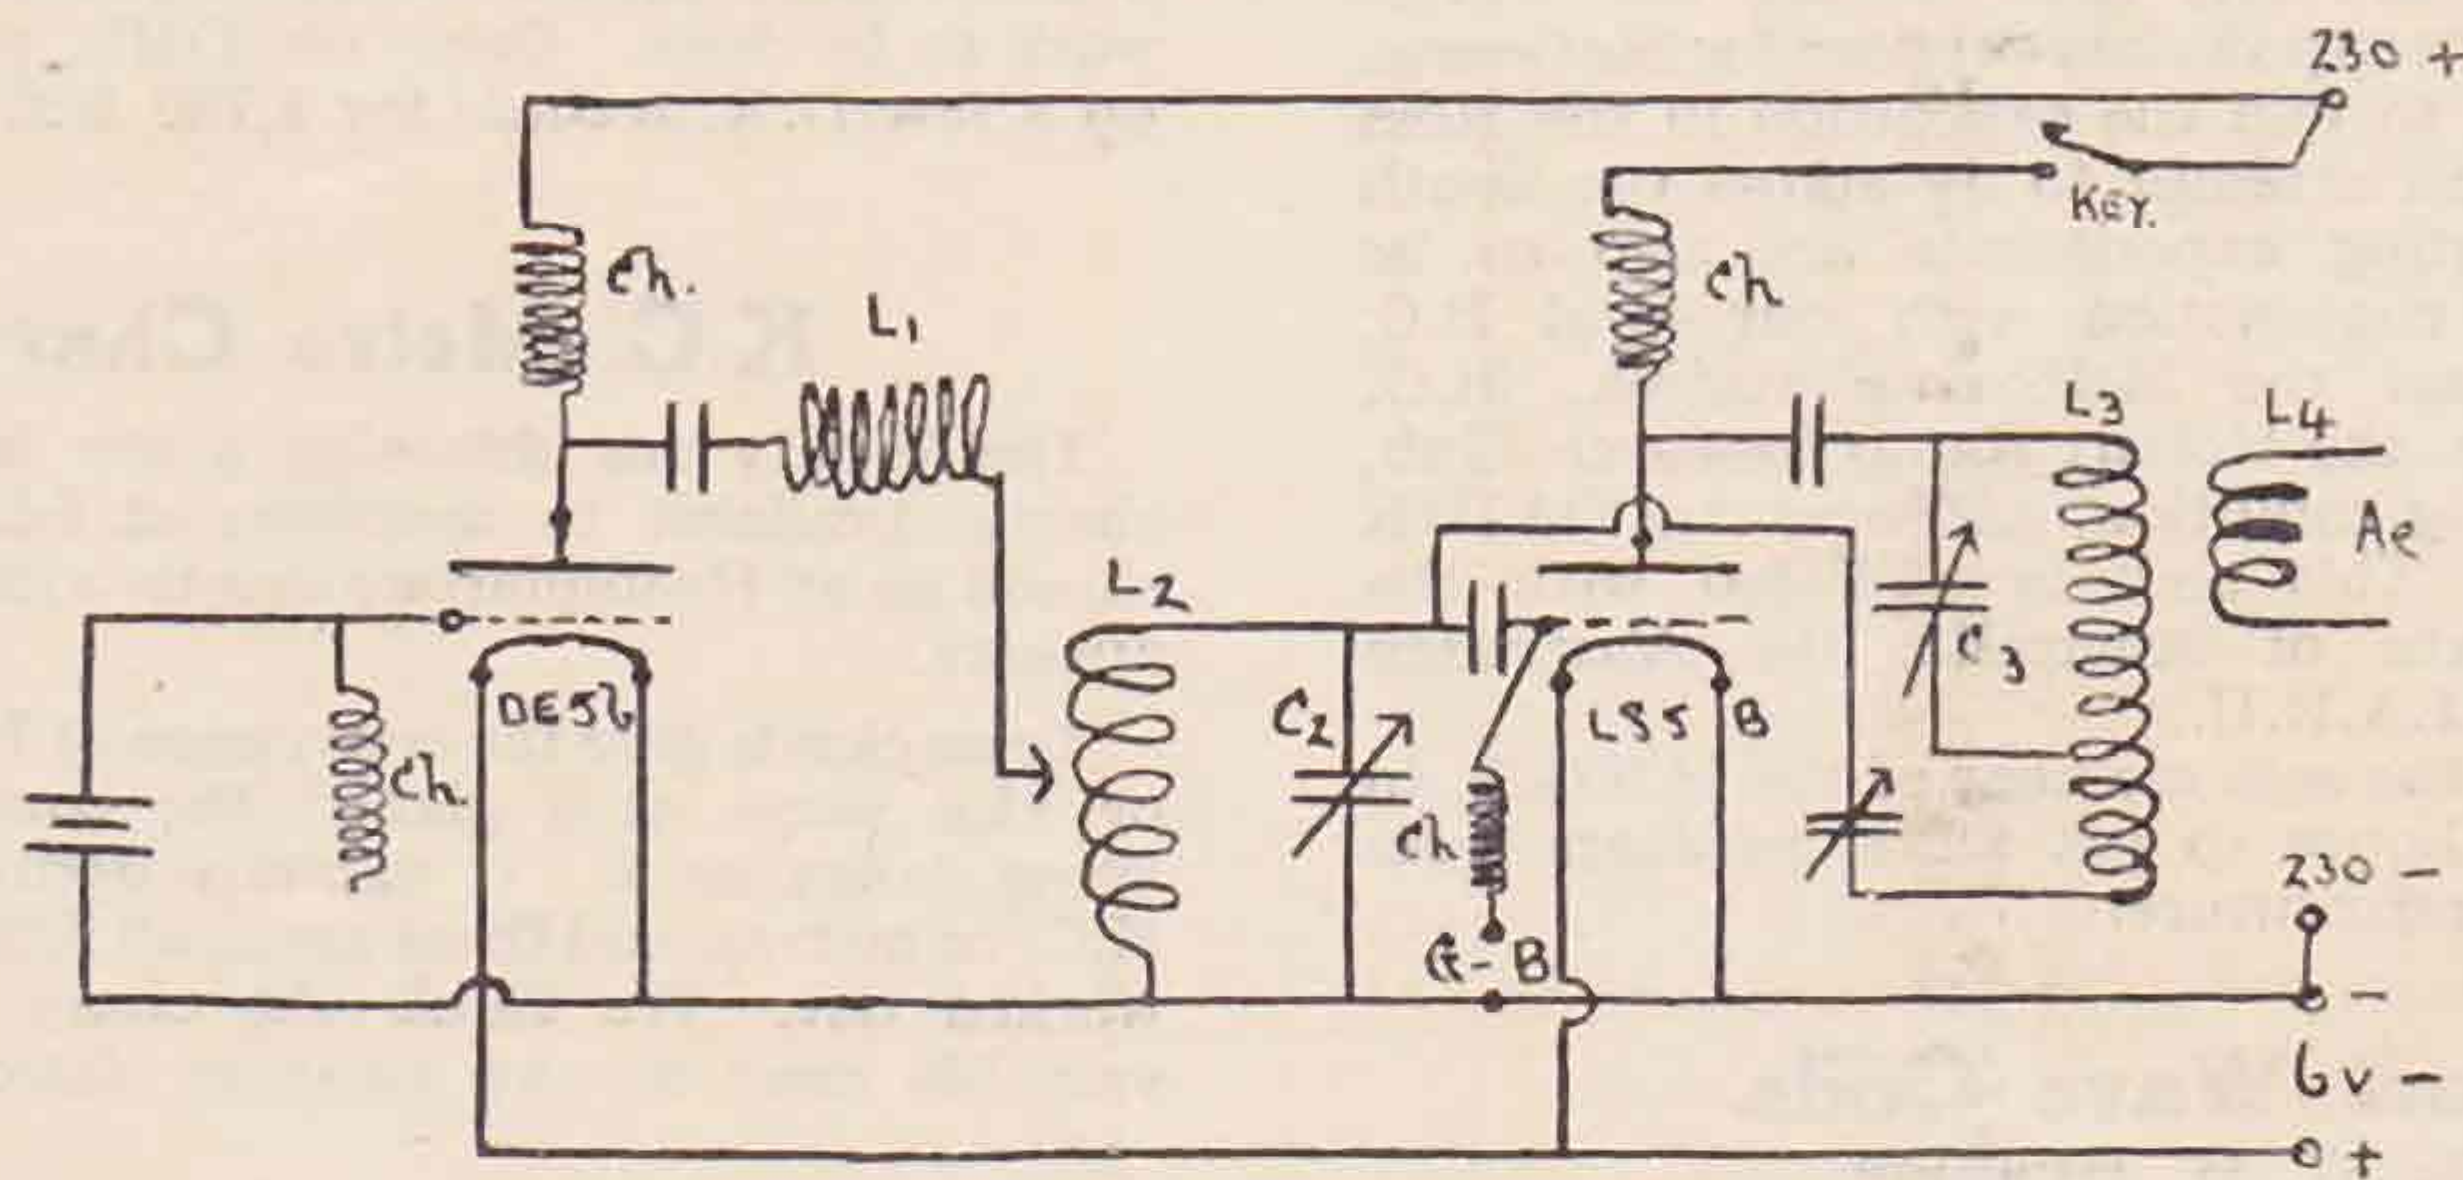 230 +
KEY.
Ch.
Ch
L1
L3
L4
Ae
L2
DE5b
C2
LS5 B
C3
Ch.
Ch
G-B
230 -
-
6v -
+